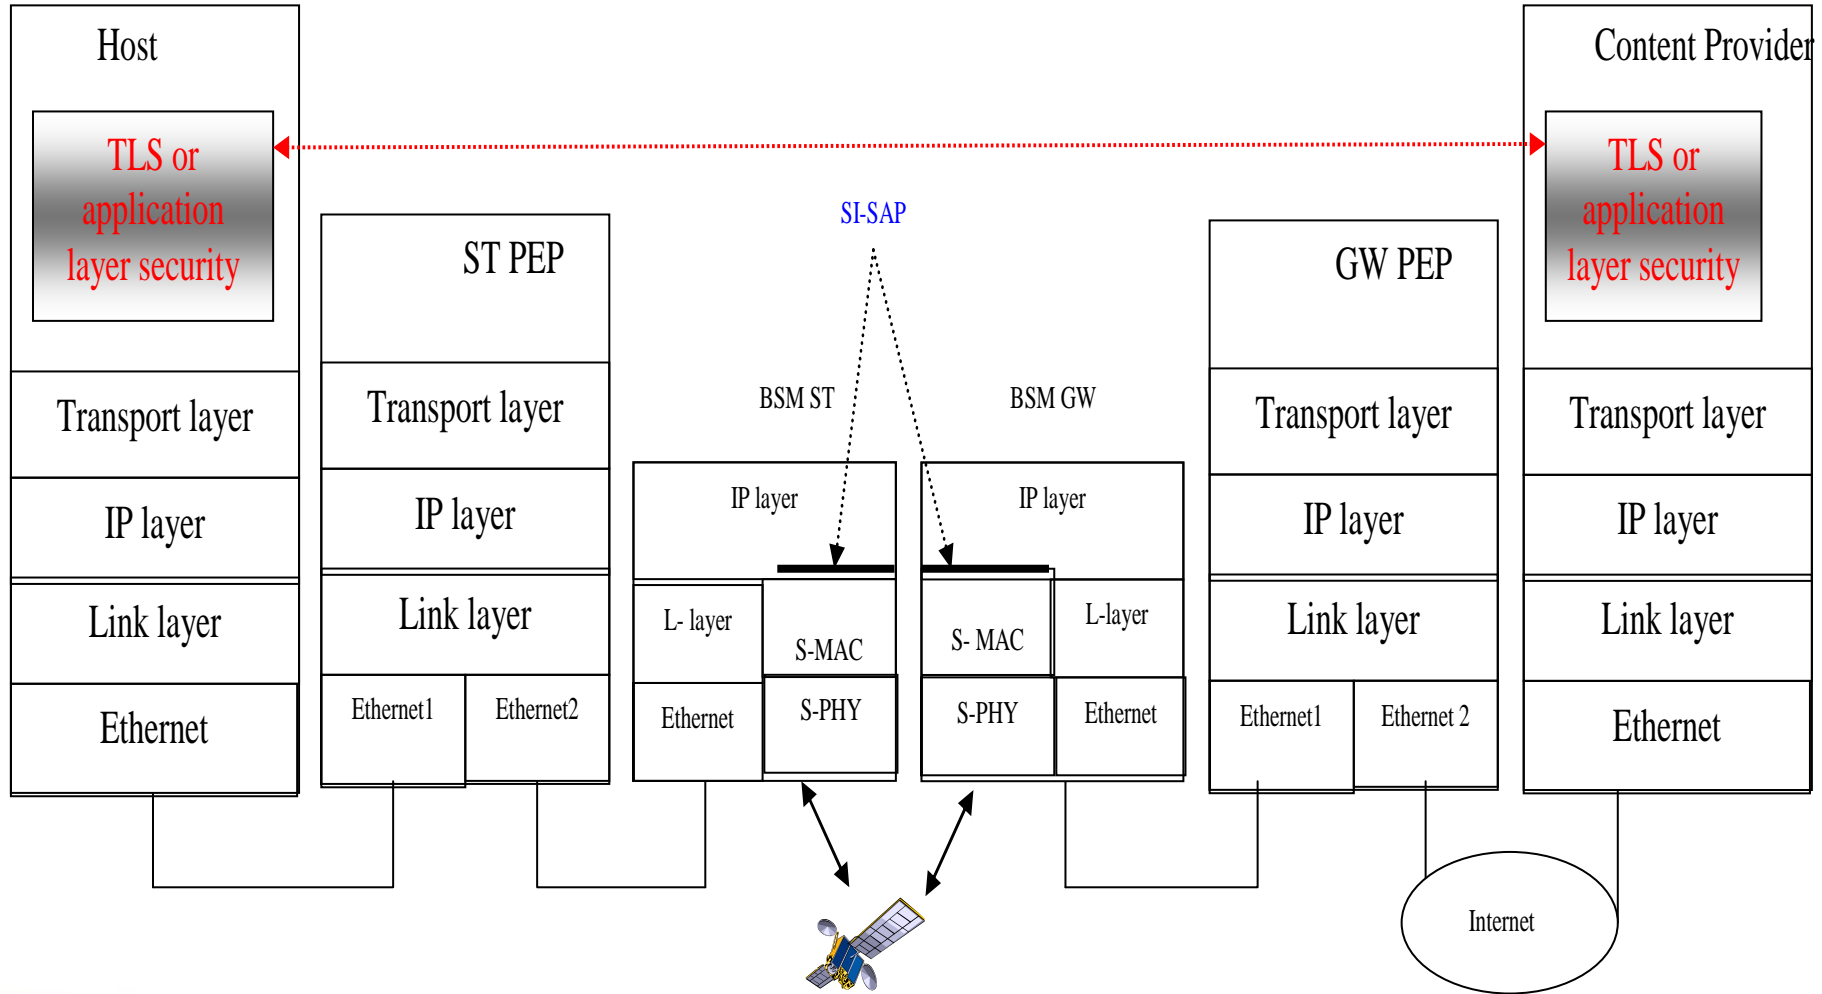 Host
TLS or
application
layer security
Transport layer
IP layer
Link layer
Ethernet
ST PEP
Transport layer
IP layer
Link layer
Ethernet1
Ethernet2
SI-SAP
BSM ST
IP layer
L- layer
S-MAC
Ethernet
S-PHY
BSM GW
IP layer
S- MAC
L-layer
S-PHY
Ethernet
GW PEP
Transport layer
IP layer
Link layer
Ethernet1
Ethernet 2
Content Provider
TLS or
application
layer security
Transport layer
IP layer
Link layer
Ethernet
Internet